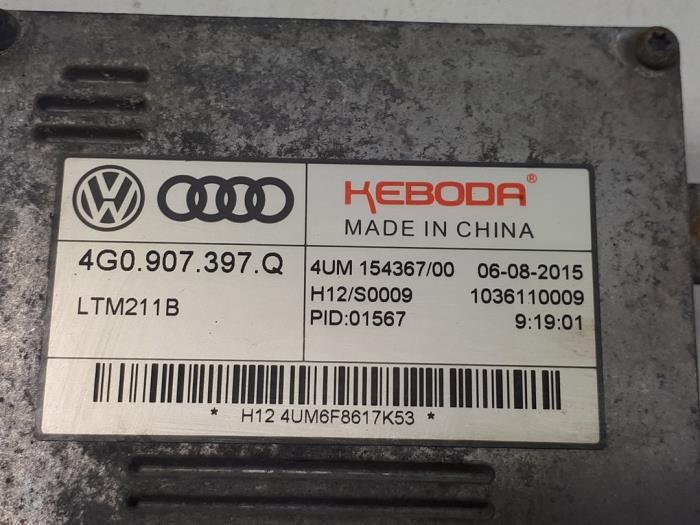 KEBODA®
MADE IN CHINA
4G0.907.397.Q
LTM211B
4UM 154367/00 06-08-2015
H12/S0009 1036110009
PID:01567 9:19:01
* H12 4UM6F8617K53 *